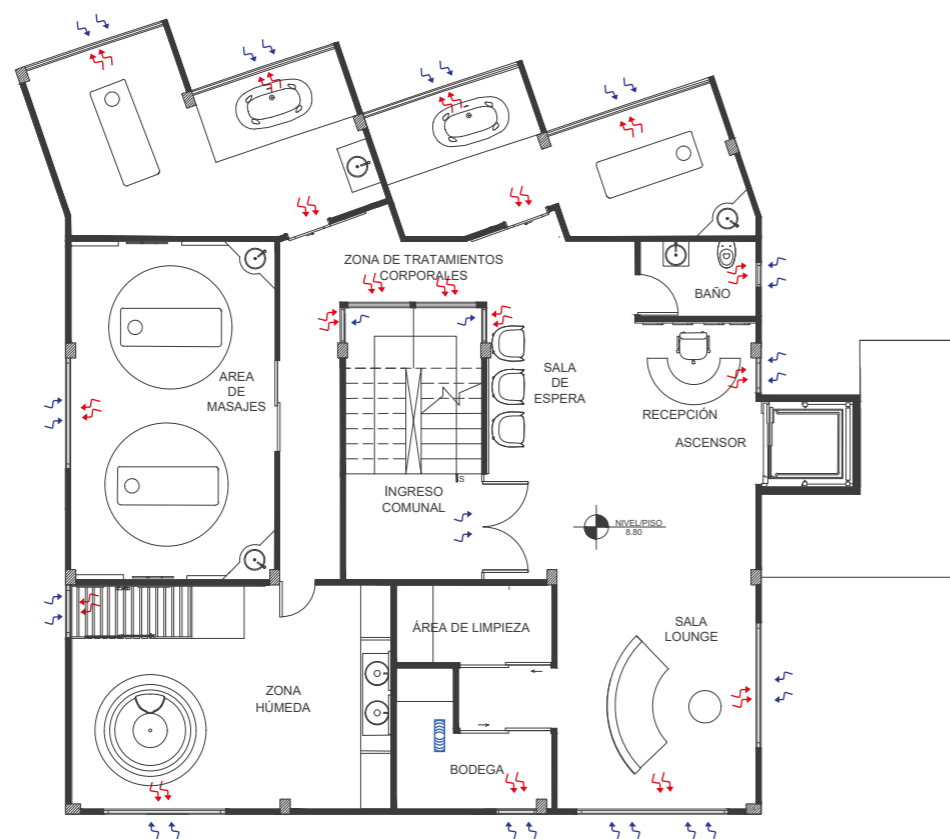 ZONA DE TRATAMIENTOS
CORPORALES
BAÑO
AREA
DE
MASAJES
SALA
DE
ESPERA
RECEPCIÓN
ASCENSOR
S
INGRESO
COMUNAL
NIVEL/PISO
8.80
ÁREA DE LIMPIEZA
SALA
LOUNGE
ZONA
HÚMEDA
BODEGA